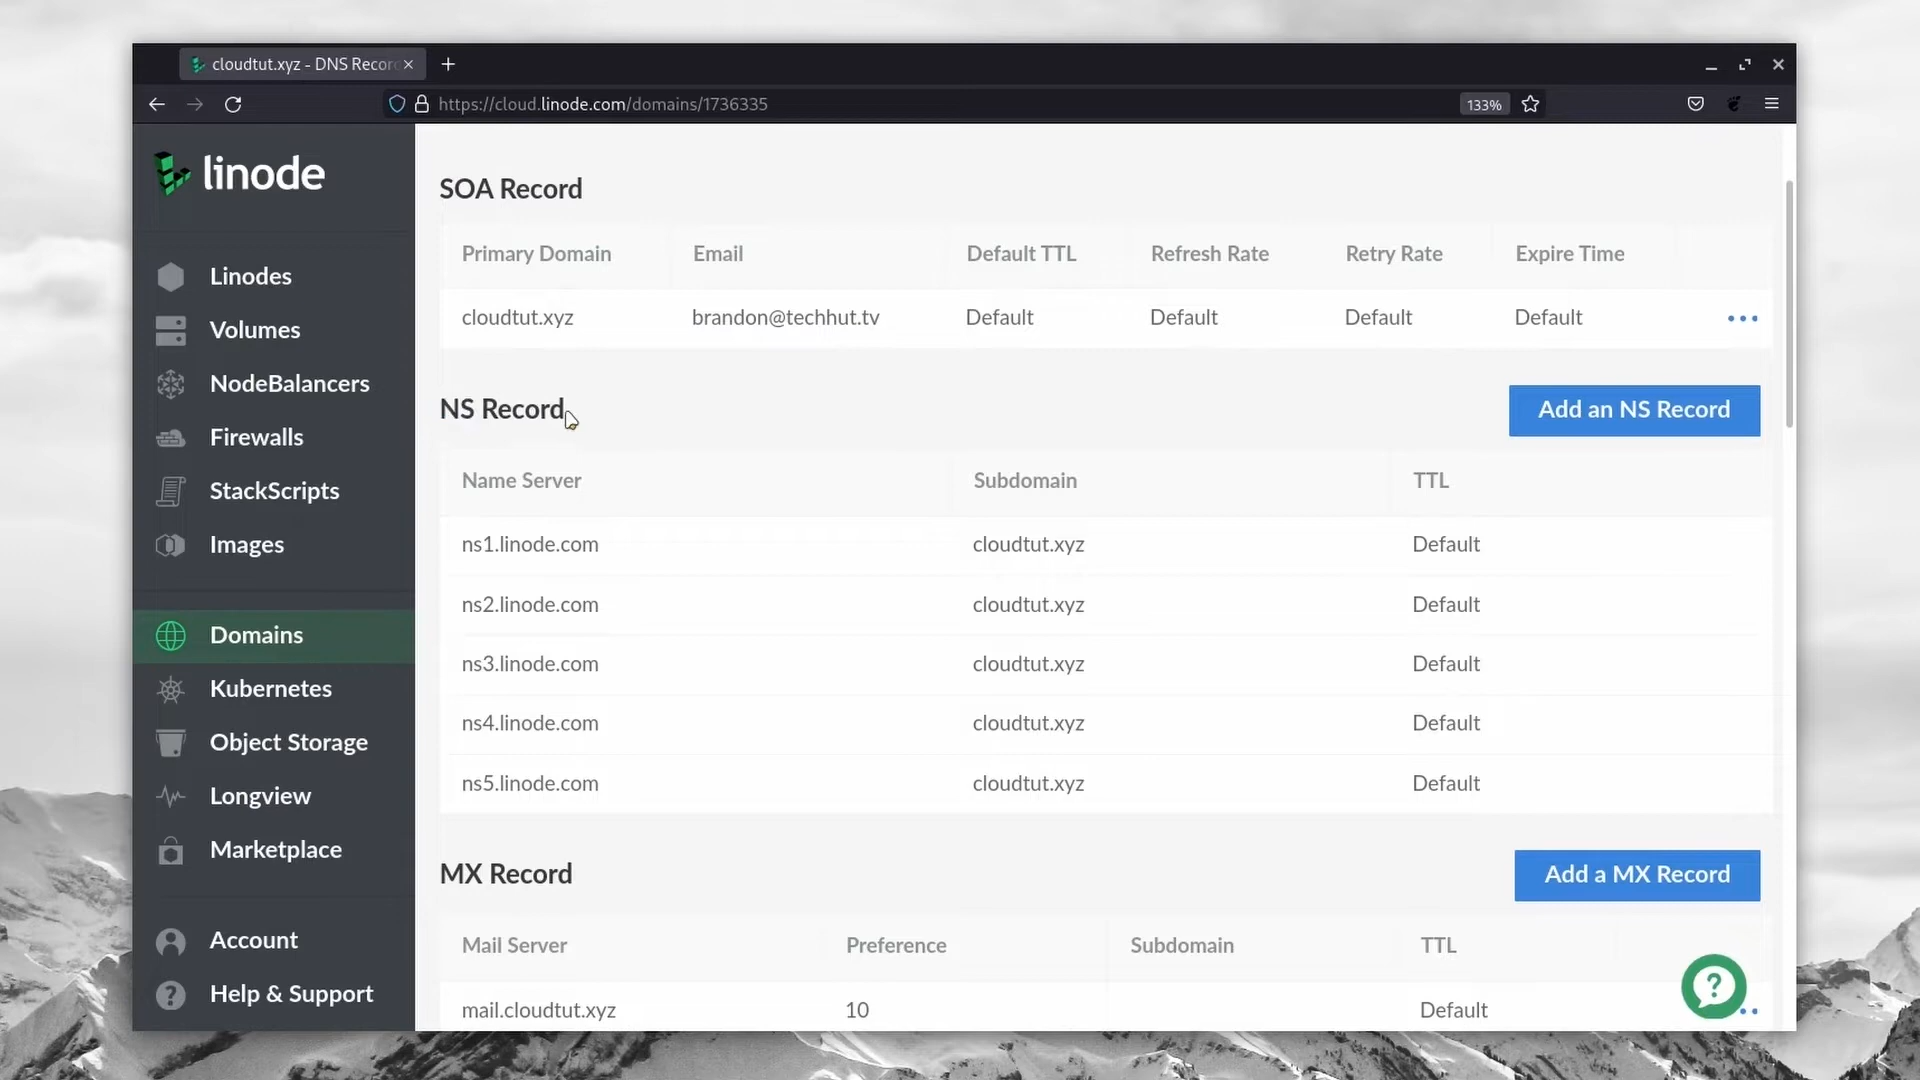 cloudtut.xyz - DNS Recor
https://cloud.linode.com/domains/1736335
133%
linode
Linodes
Volumes
NodeBalancers
Firewalls
StackScripts
Images
Domains
Kubernetes
Object Storage
Longview
Marketplace
Account
Help & Support
SOA Record
Primary Domain Email Default TTL Refresh Rate Retry Rate Expire Time
cloudtut.xyz brandon@techhut.tv Default Default Default Default
NS Record
Add an NS Record
Name Server Subdomain TTL
ns1.linode.com cloudtut.xyz Default
ns2.linode.com cloudtut.xyz Default
ns3.linode.com cloudtut.xyz Default
ns4.linode.com cloudtut.xyz Default
ns5.linode.com cloudtut.xyz Default
MX Record
Add a MX Record
Mail Server Preference Subdomain TTL
mail.cloudtut.xyz 10 Default